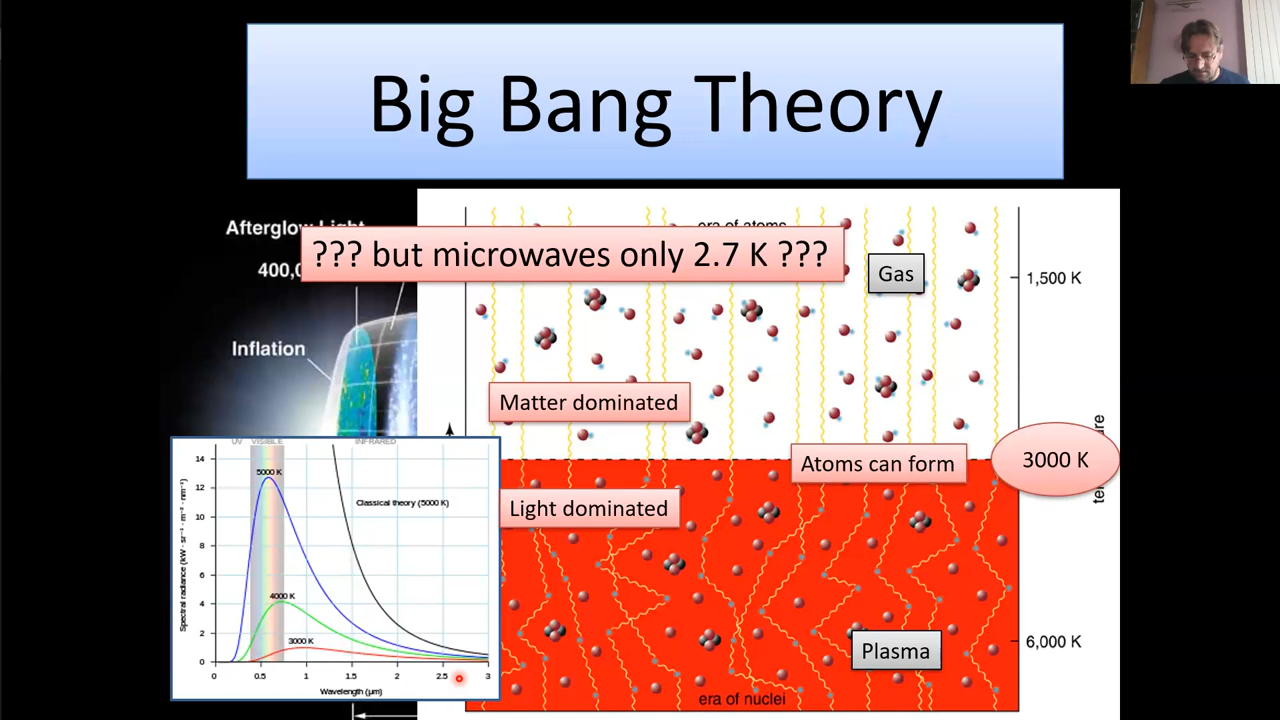 Big Bang Theory
Afterglow Light
400,0
Inflation
??? but microwaves only 2.7 K ???
era of atoms
Gas
1,500 K
Matter dominated
Atoms can form
3000 K
Light dominated
Plasma
6,000 K
era of nuclei
UV VISIBLE INFRARED
5000 K
Classical theory (5000 K)
4000 K
3000 K
Spectral radiance (kW · sr⁻¹ · m⁻² · nm⁻¹)
14
12
10
8
6
4
2
0
0 0.5 1 1.5 2 2.5 3
Wavelength (μm)